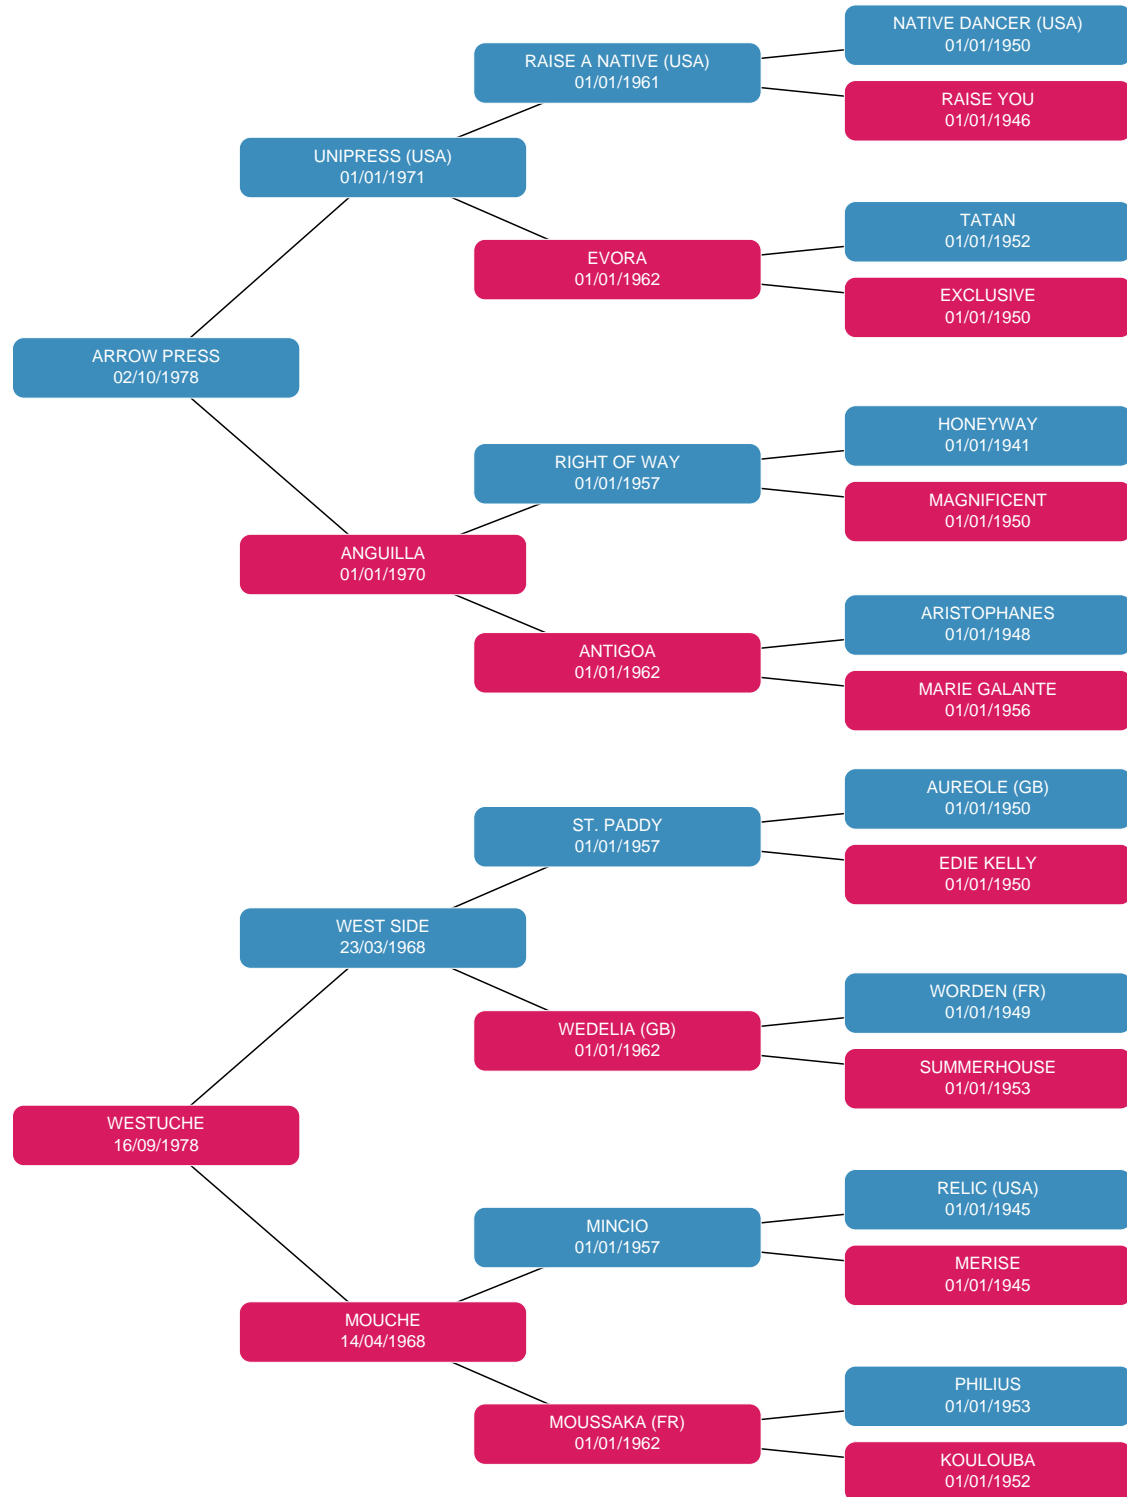 NATIVE DANCER (USA)
01/01/1950
RAISE A NATIVE (USA)
01/01/1961
RAISE YOU
01/01/1946
UNIPRESS (USA)
01/01/1971
TATAN
01/01/1952
EVORA
01/01/1962
EXCLUSIVE
01/01/1950
ARROW PRESS
02/10/1978
HONEYWAY
01/01/1941
RIGHT OF WAY
01/01/1957
MAGNIFICENT
01/01/1950
ANGUILLA
01/01/1970
ARISTOPHANES
01/01/1948
ANTIGOA
01/01/1962
MARIE GALANTE
01/01/1956
AUREOLE (GB)
01/01/1950
ST. PADDY
01/01/1957
EDIE KELLY
01/01/1950
WEST SIDE
23/03/1968
WORDEN (FR)
01/01/1949
WEDELIA (GB)
01/01/1962
SUMMERHOUSE
01/01/1953
WESTUCHE
16/09/1978
RELIC (USA)
01/01/1945
MINCIO
01/01/1957
MERISE
01/01/1945
MOUCHE
14/04/1968
PHILIUS
01/01/1953
MOUSSAKA (FR)
01/01/1962
KOULOUBA
01/01/1952